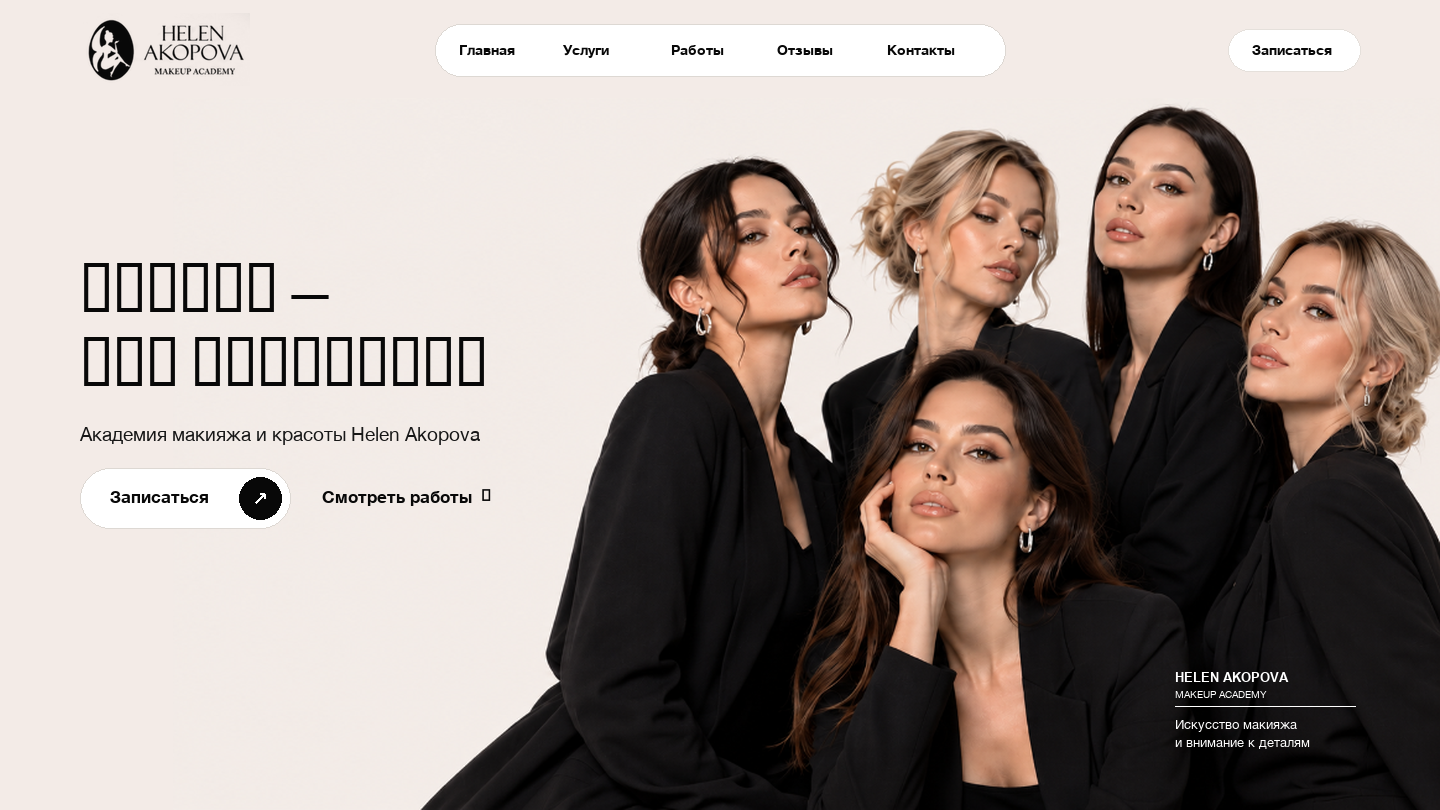 HELEN
AKOPOVA
MAKEUP ACADEMY
Главная
Услуги
Работы
Отзывы
Контакты
Записаться
Академия макияжа и красоты Helen Akopova
Записаться
Смотреть работы
HELEN AKOPOVA
MAKEUP ACADEMY
Искусство макияжа
и внимание к деталям